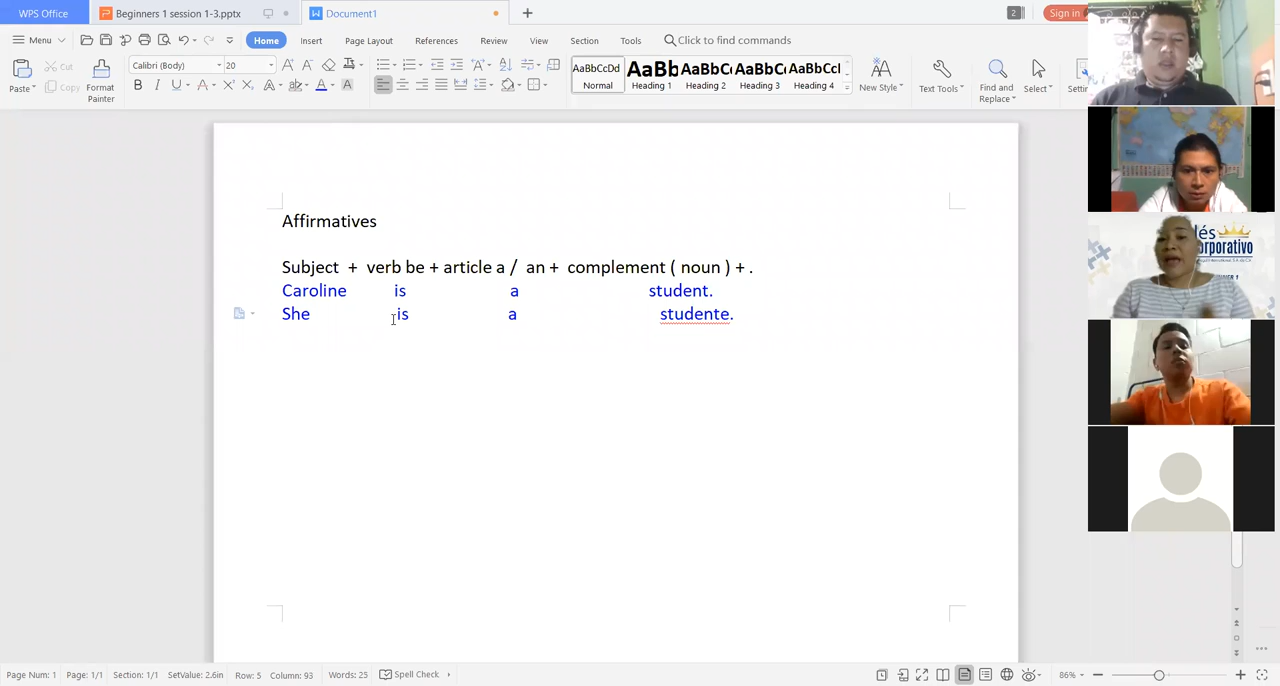 WPS Office Beginners 1 session 1-3.pptx Document1 2 Sign in
Menu Home Insert Page Layout References Review View Section Tools Click to find commands
Paste Cut Copy Format Painter Calibri (Body) 20 AaBbCcDd Normal AaBb Heading 1 AaBbC Heading 2 AaBbC Heading 3 AaBbCcI Heading 4 New Style Text Tools Find and Replace Select
Affirmatives
Subject + verb be + article a / an + complement ( noun ) + .
Caroline is a student.
She is a studente.
Page Num: 1 Page: 1/1 Section: 1/1 SetValue: 2.6in Row: 5 Column: 93 Words: 25 Spell Check 86%